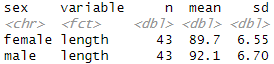 sex variable n mean sd
<chr> <fct> <dbl> <dbl> <dbl>
female length 43 89.7 6.55
male length 43 92.1 6.70